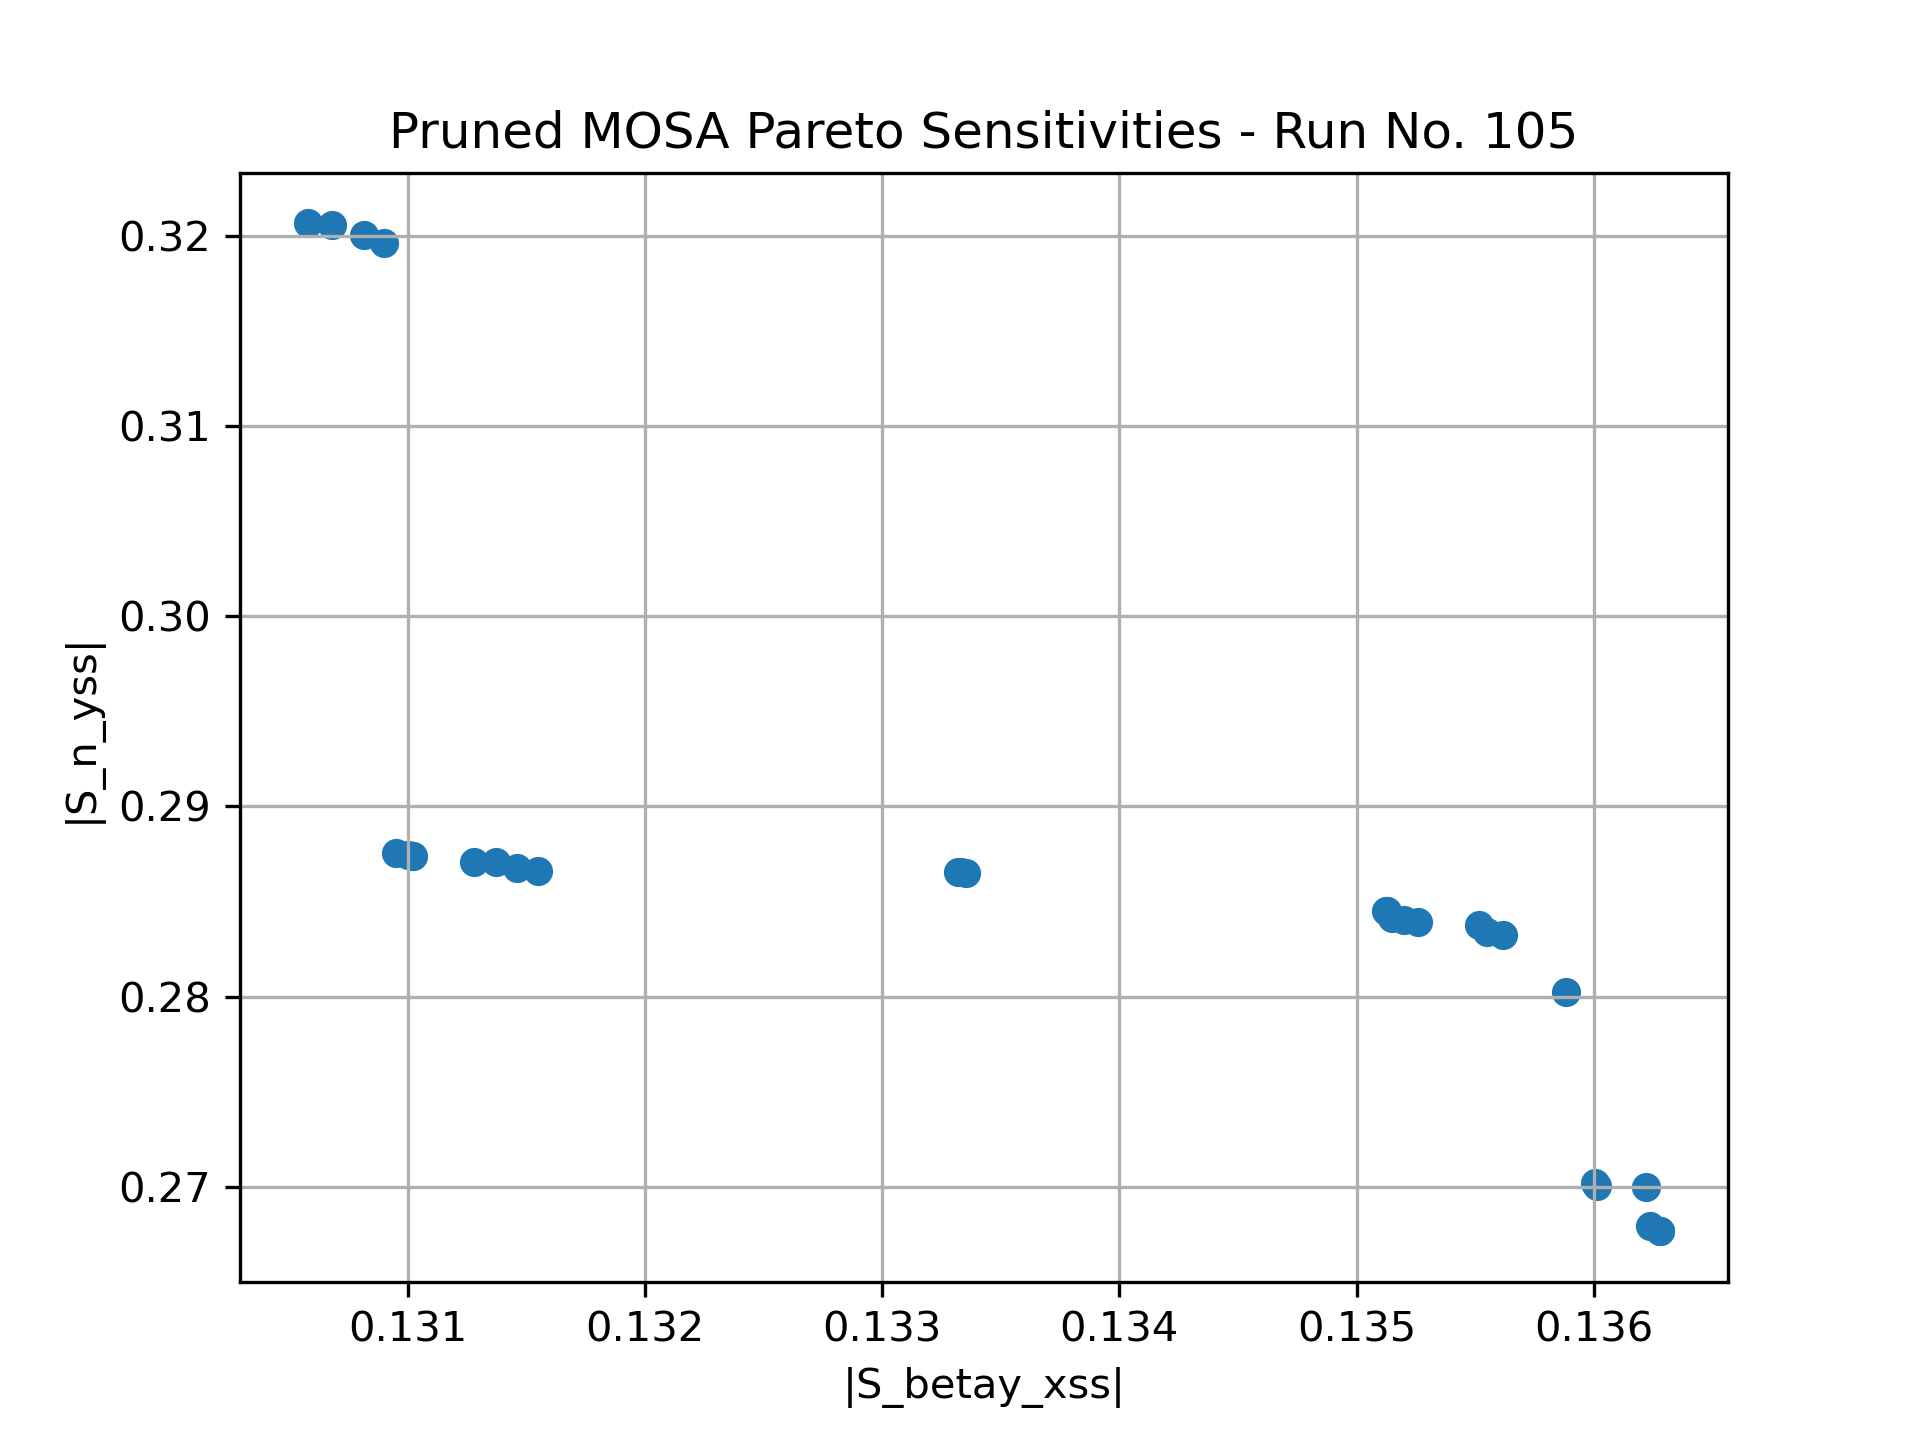 Pruned MOSA Pareto Sensitivities - Run No. 105
|S_n_yss|
0.32
0.31
0.30
0.29
0.28
0.27
0.131 0.132 0.133 0.134 0.135 0.136
|S_betay_xss|